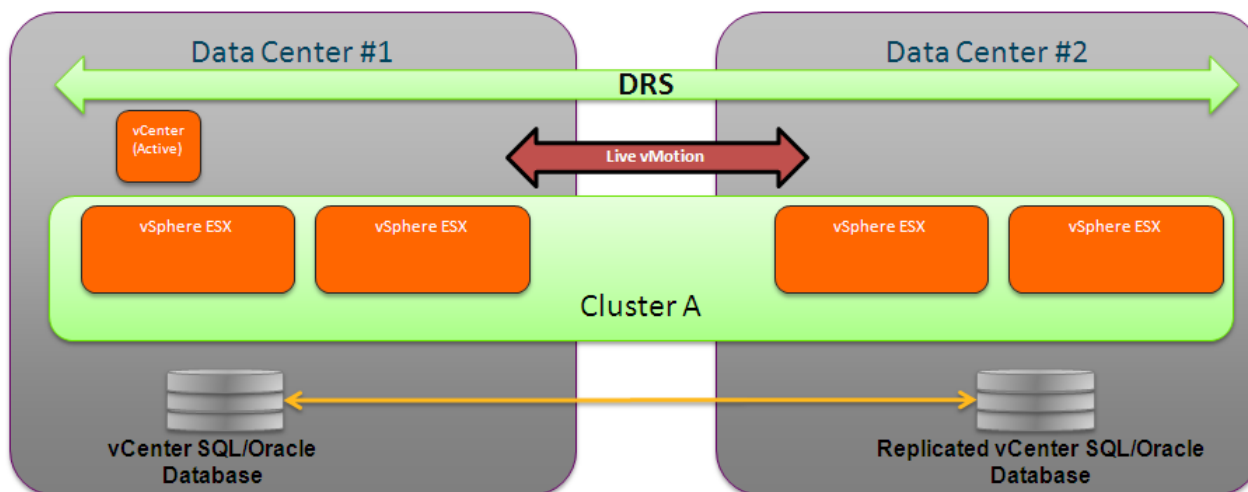 Data Center #1
Data Center #2
DRS
vCenter
(Active)
Live vMotion
vSphere ESX
vSphere ESX
vSphere ESX
vSphere ESX
Cluster A
vCenter SQL/Oracle
Database
Replicated vCenter SQL/Oracle
Database